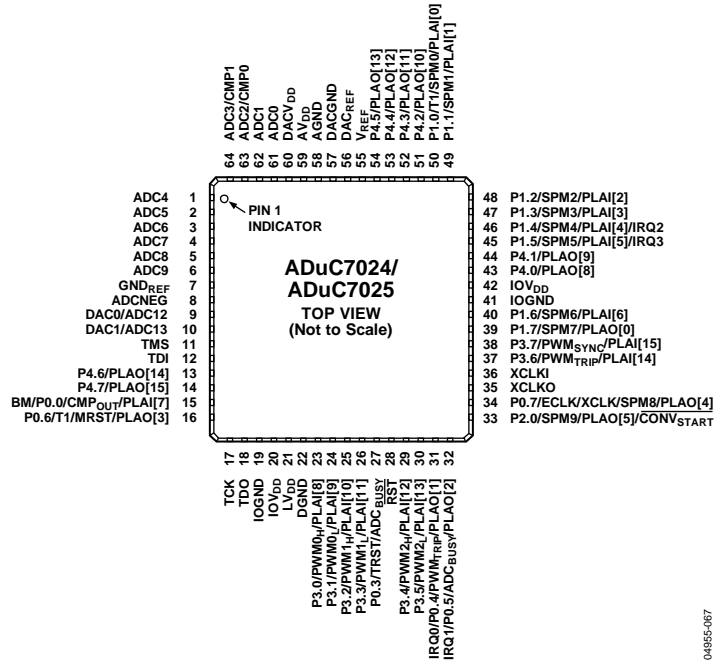 64 ADC3/CMP1
63 ADC2/CMP0
62 ADC1
61 ADC0
60 DACVDD
59 AVDD
58 AGND
57 DACGND
56 DACREF
55 VREF
54 P4.5/PLAO[13]
53 P4.4/PLAO[12]
52 P4.3/PLAO[11]
51 P4.2/PLAO[10]
50 P1.0/T1/SPM0/PLAI[0]
49 P1.1/SPM1/PLAI[1]
ADC4 1
ADC5 2
ADC6 3
ADC7 4
ADC8 5
ADC9 6
GNDREF 7
ADCNEG 8
DAC0/ADC12 9
DAC1/ADC13 10
TMS 11
TDI 12
P4.6/PLAO[14] 13
P4.7/PLAO[15] 14
BM/P0.0/CMPOUT/PLAI[7] 15
P0.6/T1/MRST/PLAO[3] 16
PIN 1
INDICATOR
ADuC7024/
ADuC7025
TOP VIEW
(Not to Scale)
48 P1.2/SPM2/PLAI[2]
47 P1.3/SPM3/PLAI[3]
46 P1.4/SPM4/PLAI[4]/IRQ2
45 P1.5/SPM5/PLAI[5]/IRQ3
44 P4.1/PLAO[9]
43 P4.0/PLAO[8]
42 IOVDD
41 IOGND
40 P1.6/SPM6/PLAI[6]
39 P1.7/SPM7/PLAO[0]
38 P3.7/PWMSYNC/PLAI[15]
37 P3.6/PWMTRIP/PLAI[14]
36 XCLKI
35 XCLKO
34 P0.7/ECLK/XCLK/SPM8/PLAO[4]
33 P2.0/SPM9/PLAO[5]/CONVSTART
TCK 17
TDO 18
IOGND 19
IOVDD 20
LVDD 21
DGND 22
P3.0/PWM0H/PLAI[8] 23
P3.1/PWM0L/PLAI[9] 24
P3.2/PWM1H/PLAI[10] 25
P3.3/PWM1L/PLAI[11] 26
P0.3/TRST/ADCBUSY 27
RST 28
P3.4/PWM2H/PLAI[12] 29
P3.5/PWM2L/PLAI[13] 30
IRQ0/P0.4/PWMTRIP/PLAO[1] 31
IRQ1/P0.5/ADCBUSY/PLAO[2] 32
04955-067